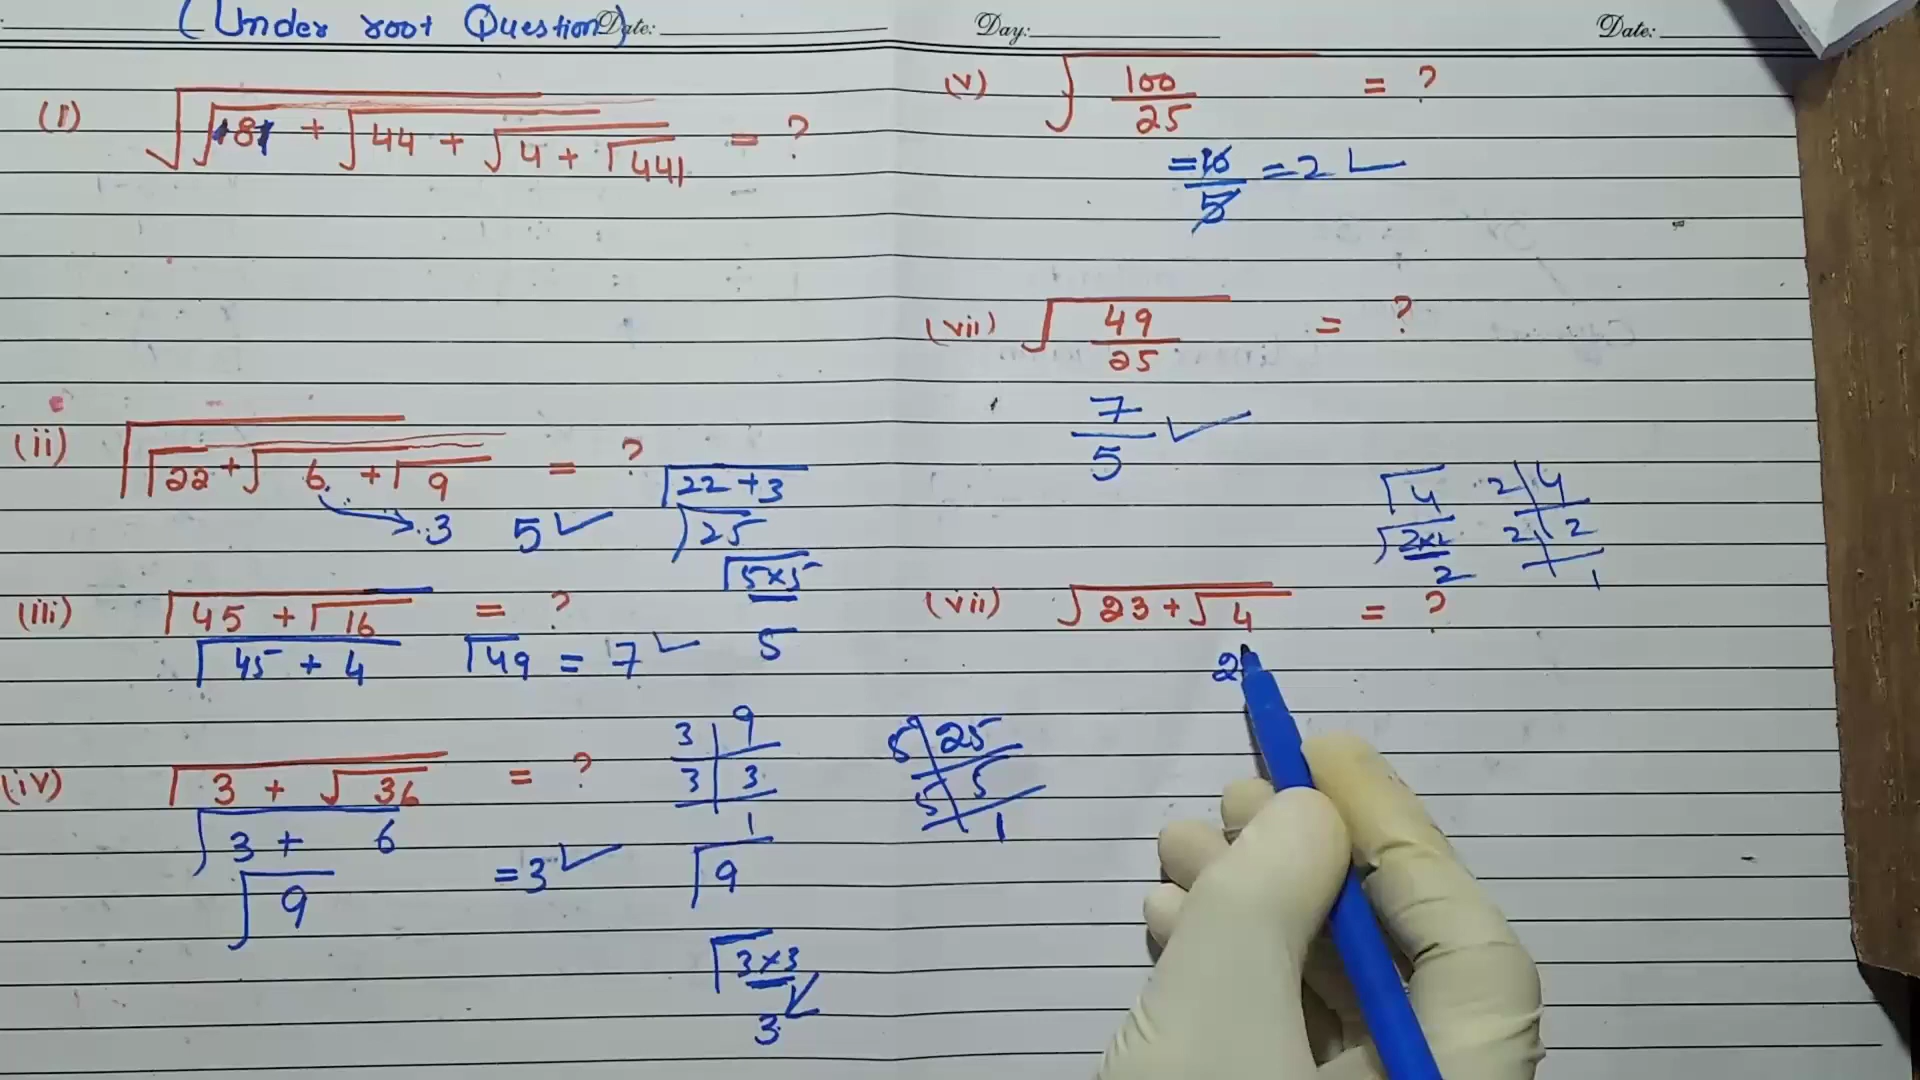 (Under root Question)
Date:
(I) √√181 + √44 + √4 + √441 = ?
(ii) √√22 + √6 + √9 = ?
3
5 ✓
√22 + 3
√25
√5×5
5
(iii) √45 + √16 = ?
√45 + 4
√49 = 7 ✓
(iv) √3 + √36 = ?
√3 + 6
√9
= 3 ✓
3 | 9
3 | 3
1
√9
√3×3
3
5 | 25
5 | 5
1
Day:
Date:
(v) √100/25 = ?
= 10/5 = 2 ✓
(vii) √49/25 = ?
7/5 ✓
√4
√2×2
2
2 | 4
2 | 2
1
(vii) √23 + √4 = ?
2